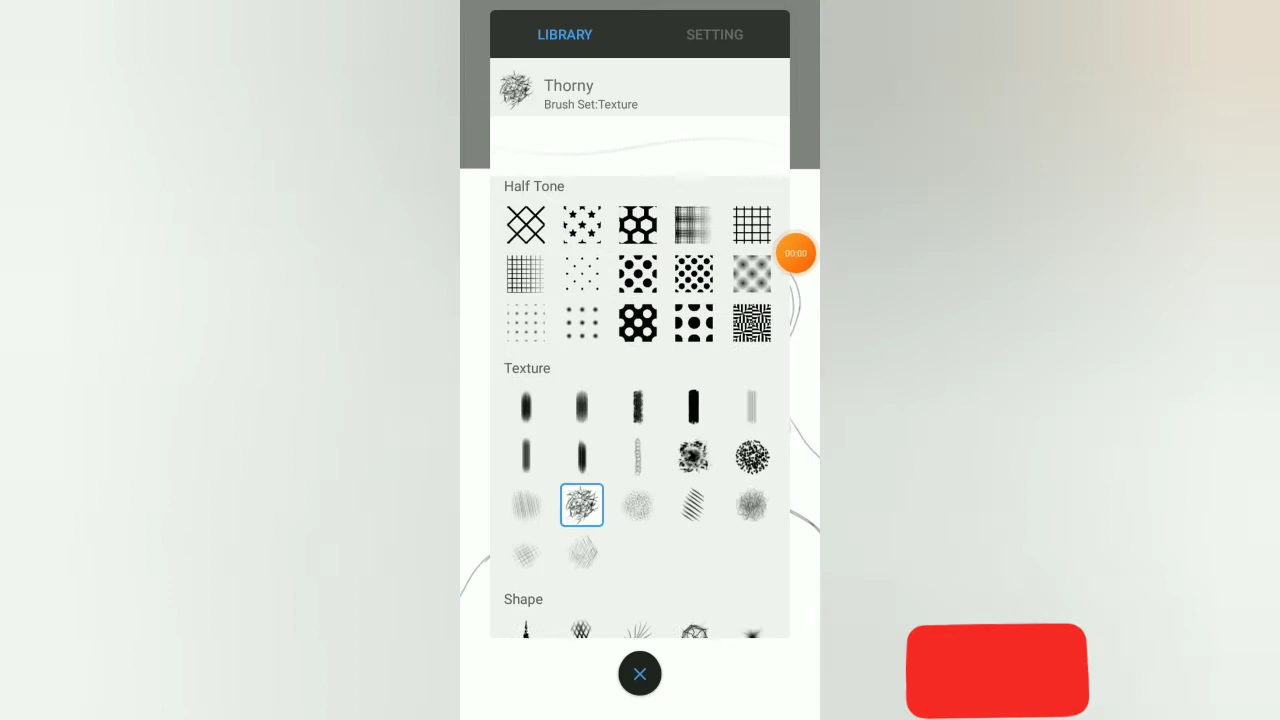 LIBRARY SETTING
Thorny
Brush Set:Texture
Half Tone
00:00
Texture
Shape